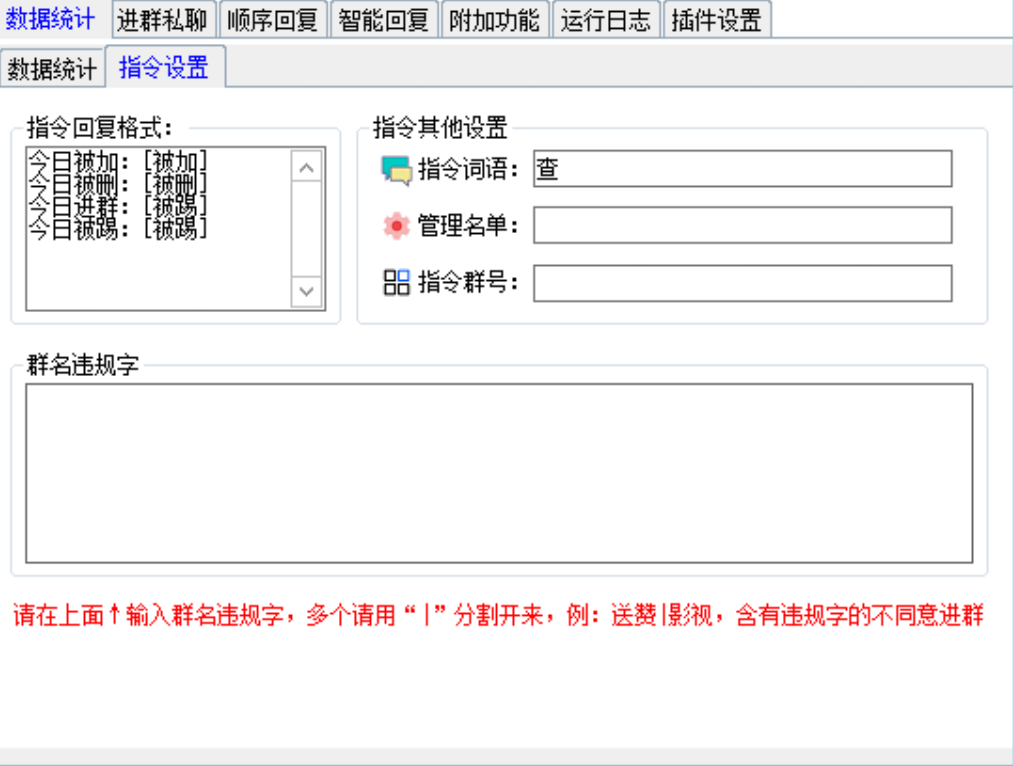 数据统计 进群私聊 顺序回复 智能回复 附加功能 运行日志 插件设置
数据统计 指令设置
指令回复格式：
今日被加：[被加]
今日被删：[被删]
今日进群：[被踢]
今日被踢：[被踢]
指令其他设置
指令词语：查
管理名单：
指令群号：
群名违规字
请在上面↑输入群名违规字，多个请用“|”分割开来，例：送赞|影视，含有违规字的不同意进群